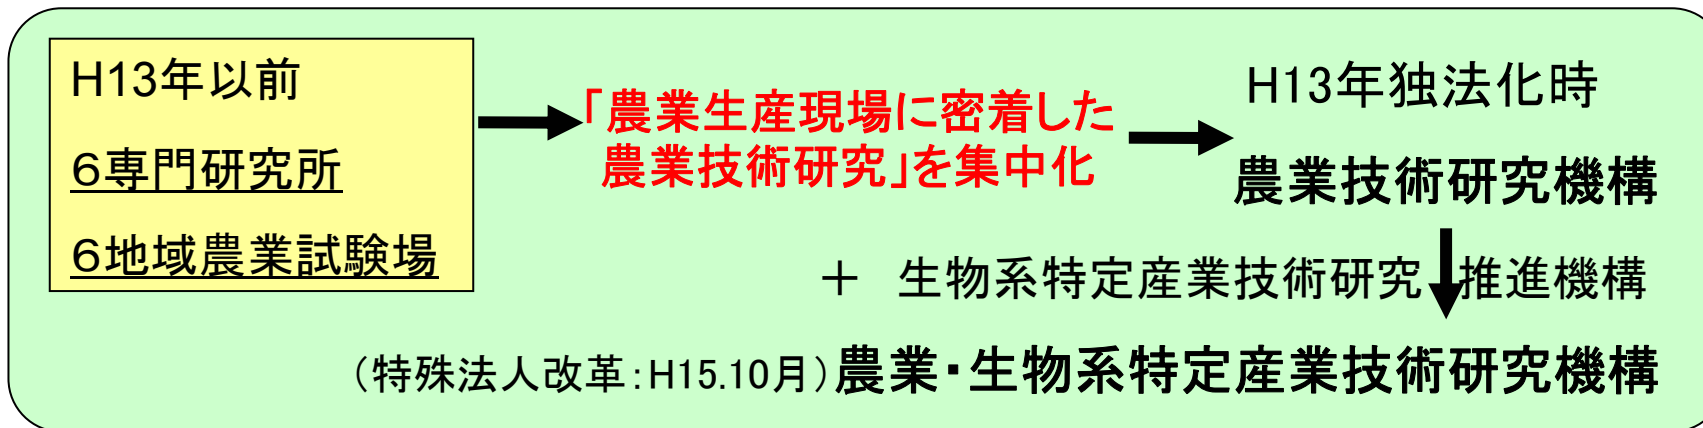 H13年以前
６専門研究所
６地域農業試験場
「農業生産現場に密着した
農業技術研究」を集中化
H13年独法化時
農業技術研究機構
＋　生物系特定産業技術研究　推進機構
（特殊法人改革：H15.10月）農業・生物系特定産業技術研究機構